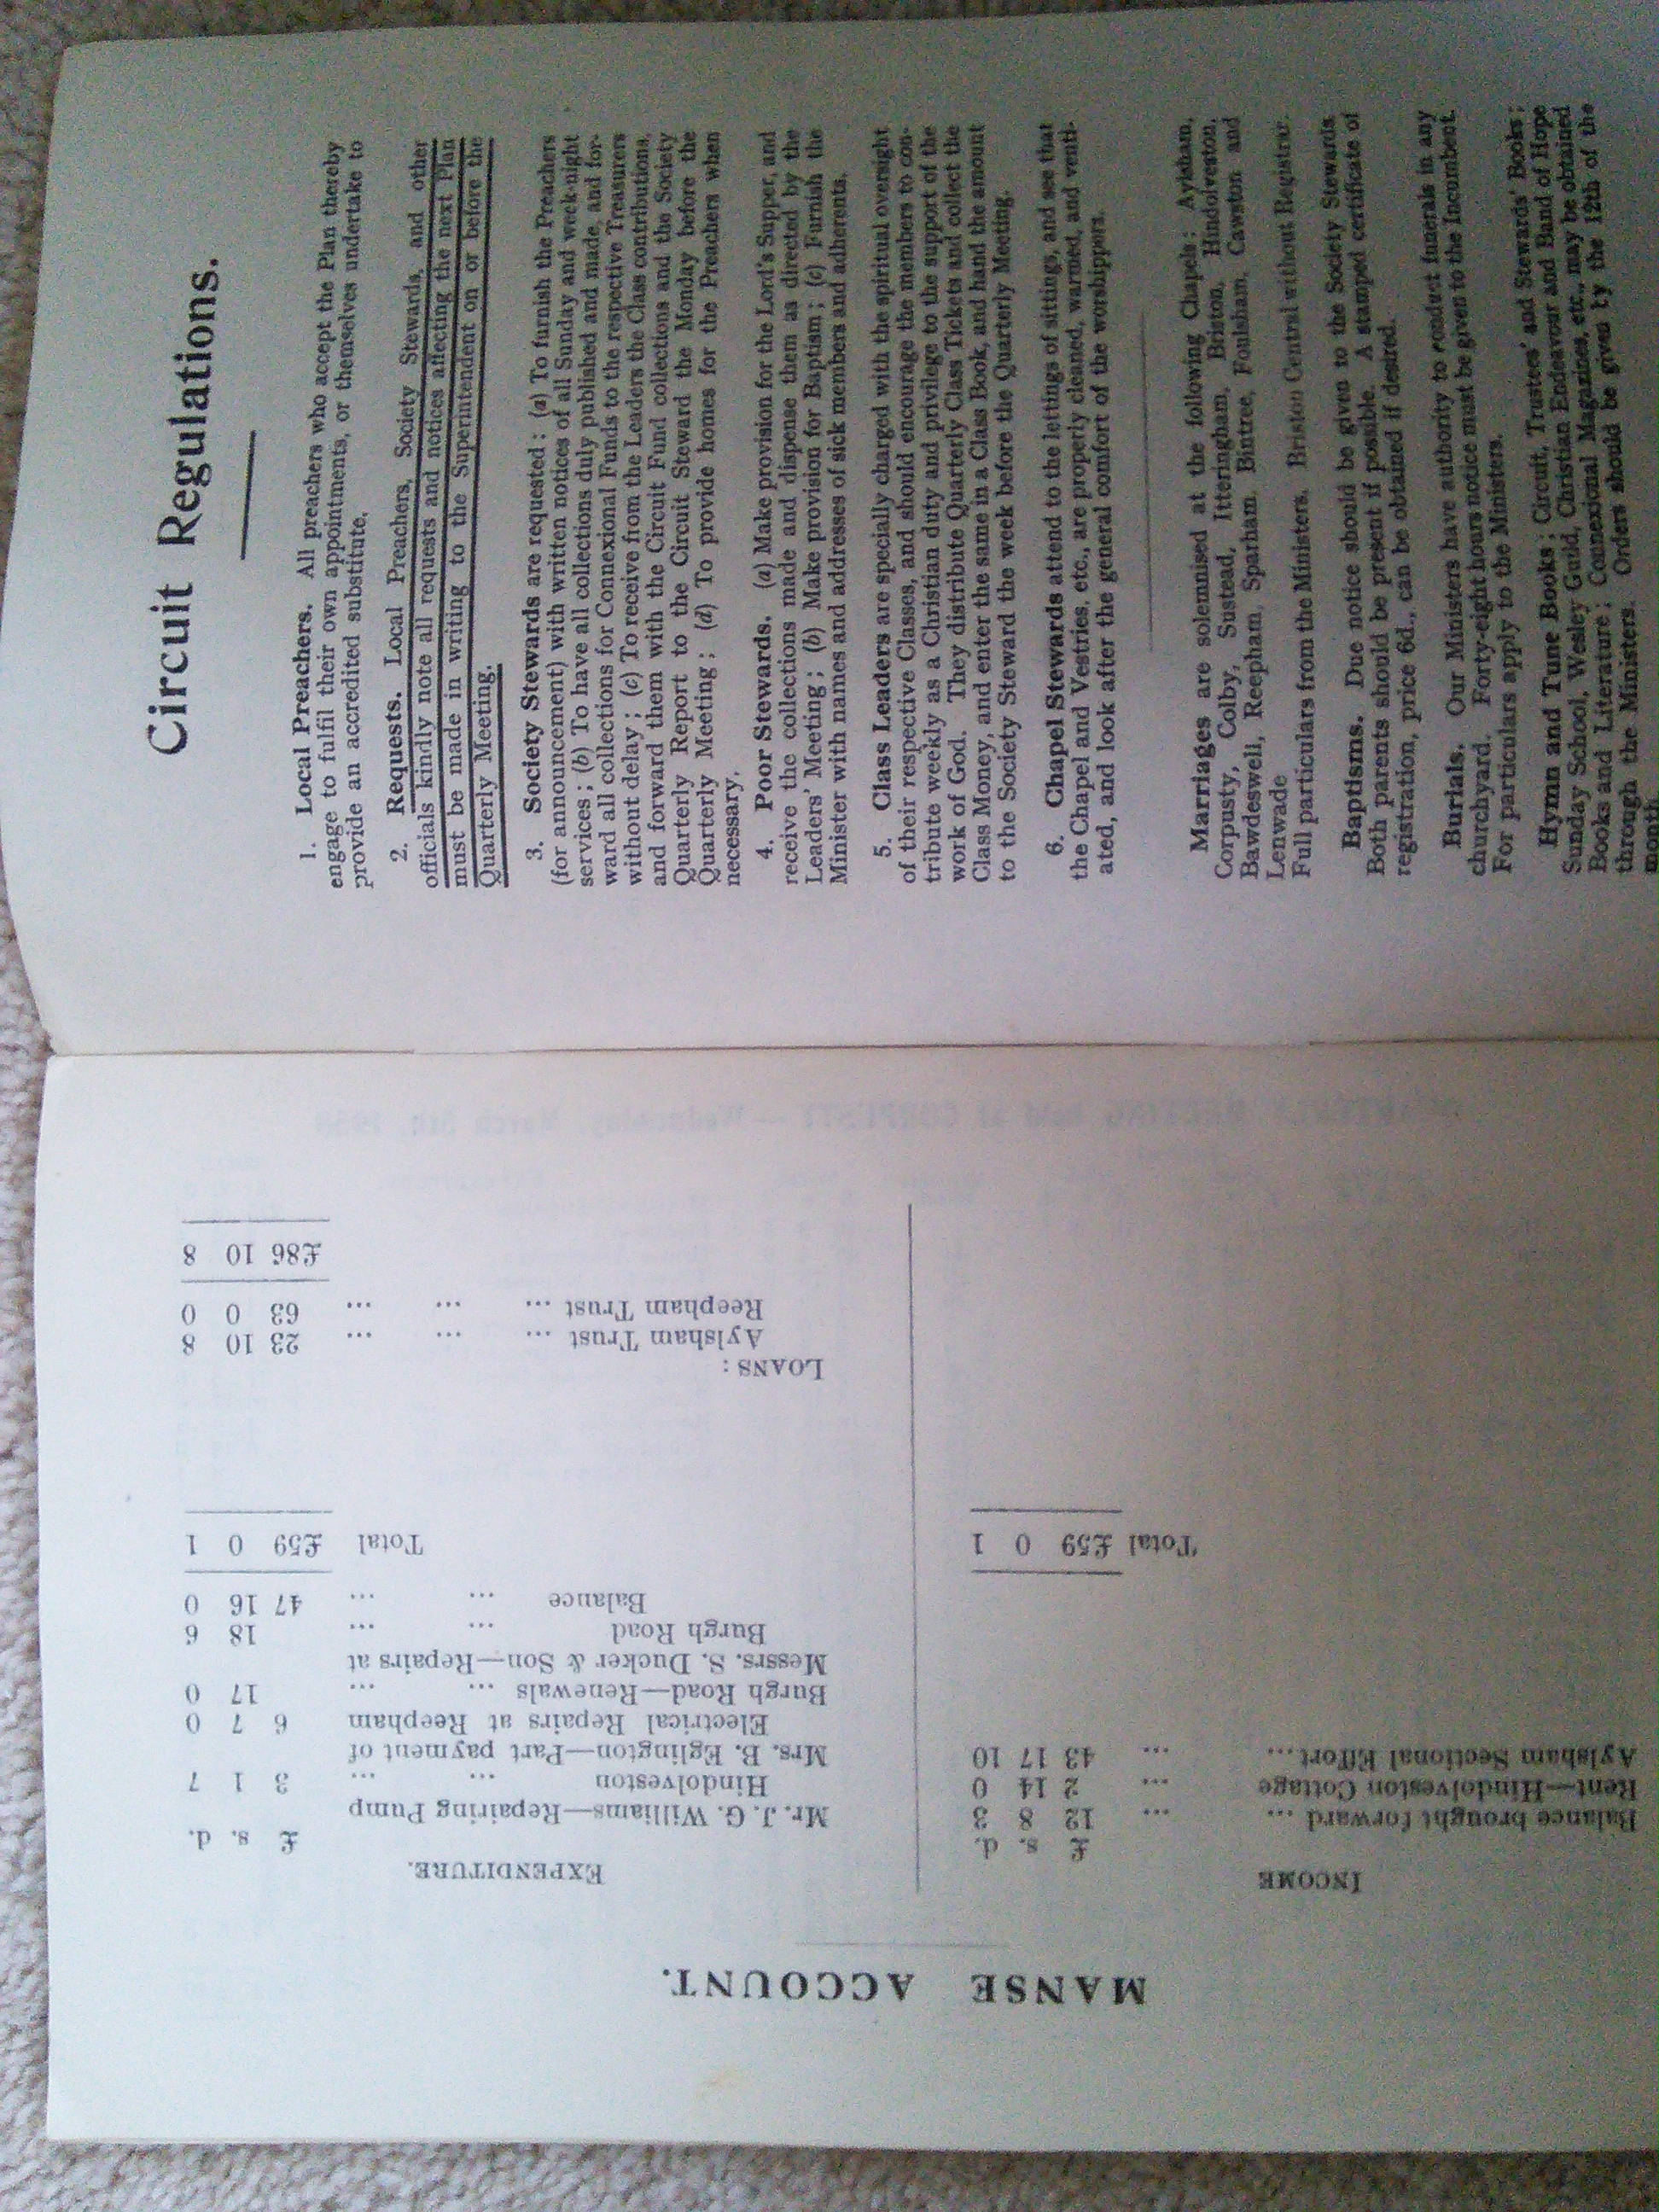 Circuit Regulations.
1. Local Preachers. All preachers who accept the Plan thereby
engage to fulfil their own appointments, or themselves undertake to
provide an accredited substitute.
2. Requests. Local Preachers, Society Stewards, and other
officials kindly note all requests and notices affecting the next Plan
must be made in writing to the Superintendent on or before the
Quarterly Meeting.
3. Society Stewards are requested: (a) To furnish the Preachers
(for announcement) with written notices of all Sunday and week-night
services; (b) To have all collections duly published and made, and for-
ward all collections for Connexional Funds to the respective Treasurers
without delay; (c) To receive from the Leaders the Class contributions,
and forward them with the Circuit Fund collections and the Society
Quarterly Report to the Circuit Steward the Monday before the
Quarterly Meeting; (d) To provide homes for the Preachers when
necessary.
4. Poor Stewards. (a) Make provision for the Lord's Supper, and
receive the collections made and dispense them as directed by the
Leaders' Meeting; (b) Make provision for Baptism; (c) Furnish the
Minister with names and addresses of sick members and adherents.
5. Class Leaders are specially charged with the spiritual oversight
of their respective Classes, and should encourage the members to con-
tribute weekly as a Christian duty and privilege to the support of the
work of God. They distribute Quarterly Class Tickets and collect the
Class Money, and enter the same in a Class Book, and hand the amount
to the Society Steward the week before the Quarterly Meeting.
6. Chapel Stewards attend to the lettings of sittings, and see that
the Chapel and Vestries, etc., are properly cleaned, warmed, and venti-
ated, and look after the general comfort of the worshippers.
Marriages are solemnised at the following Chapels: Aylsham,
Corpusty, Colby, Sustead, Itteringham, Briston, Hindolveston,
Bawdeswell, Reepham, Sparham, Bintree, Foulsham, Cawston and
Lenwade
Full particulars from the Ministers. Briston Central without Registrar.
Baptisms. Due notice should be given to the Society Stewards
Both parents should be present if possible. A stamped certificate of
registration, price 6d., can be obtained if desired.
Burials. Our Ministers have authority to conduct funerals in any
churchyard. Forty-eight hours notice must be given to the Incumbent.
For particulars apply to the Ministers.
Hymn and Tune Books; Circuit, Trustees' and Stewards' Books;
Sunday School, Wesley Guild, Christian Endeavour and Band of Hope
Books and Literature; Connexional Magazines, etc., may be obtained
through the Ministers. Orders should be given by the 12th of the
month
MANSE ACCOUNT.
INCOME
£ s. d.
Balance brought forward ... ... 12 8 3
Rent—Hindolveston Cottage ... 2 14 0
Aylsham Sectional Effort ... ... 43 17 10
Total £59 0 1
EXPENDITURE.
£ s. d.
Mr. J. G. Williams—Repairing Pump
Hindolveston ... ... 3 1 7
Mrs. B. Eglington—Part payment of
Electrical Repairs at Reepham 6 7 0
Burgh Road—Renewals ... ... 17 0
Messrs. S. Ducker & Son—Repairs at
Burgh Road ... ... 18 6
Balance ... ... 47 16 0
Total £59 0 1
LOANS:
Aylsham Trust ... ... ... 23 10 8
Reepham Trust ... ... ... 63 0 0
£86 10 8